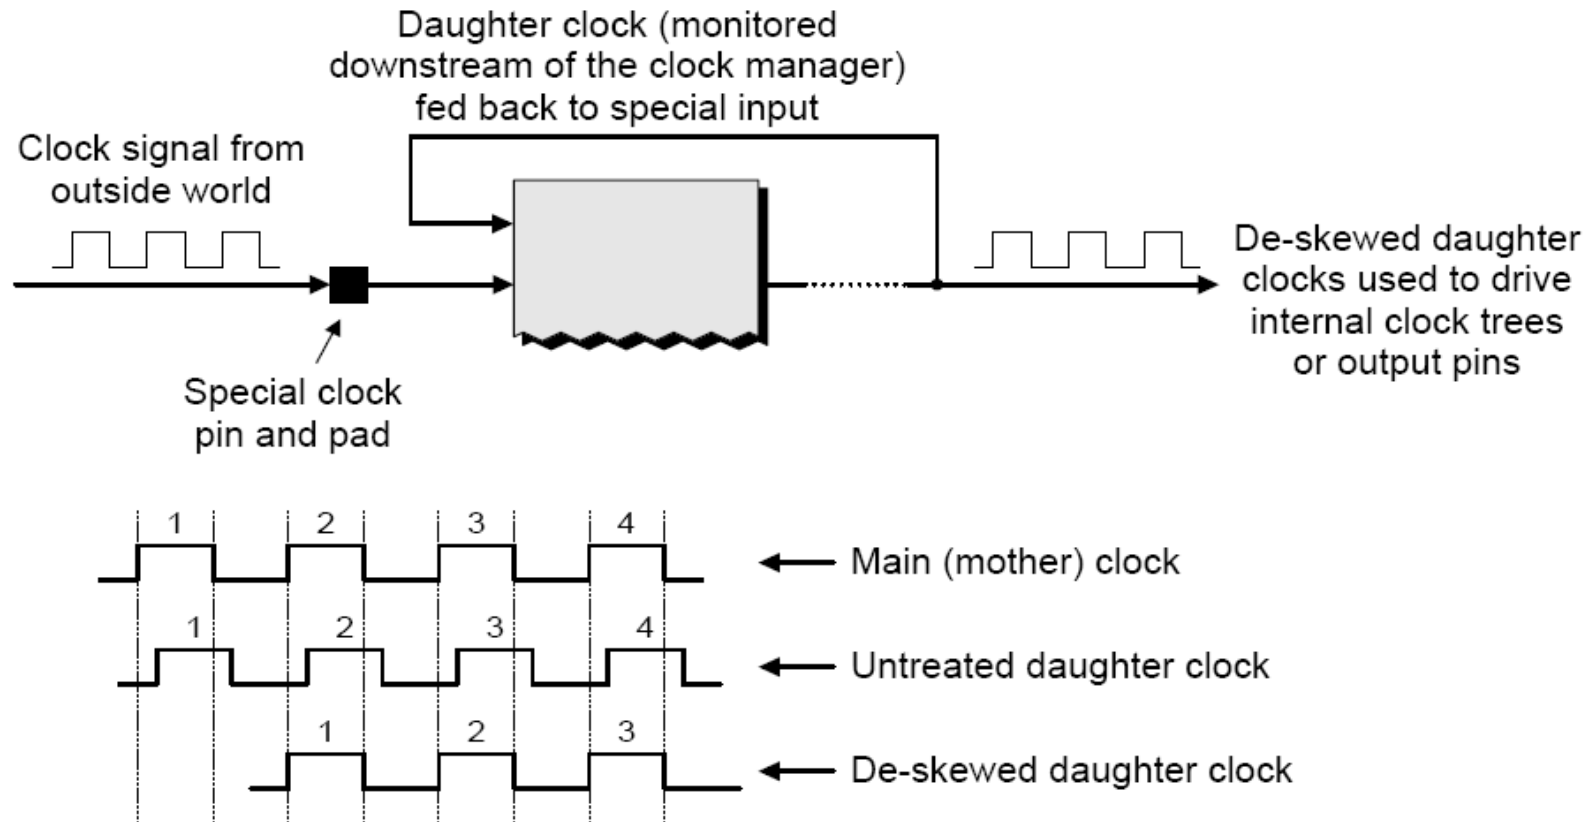 Daughter clock (monitored
downstream of the clock manager)
fed back to special input
Clock signal from
outside world
De-skewed daughter
clocks used to drive
internal clock trees
or output pins
Special clock
pin and pad
1 2 3 4
Main (mother) clock
1 2 3 4
Untreated daughter clock
1 2 3
De-skewed daughter clock